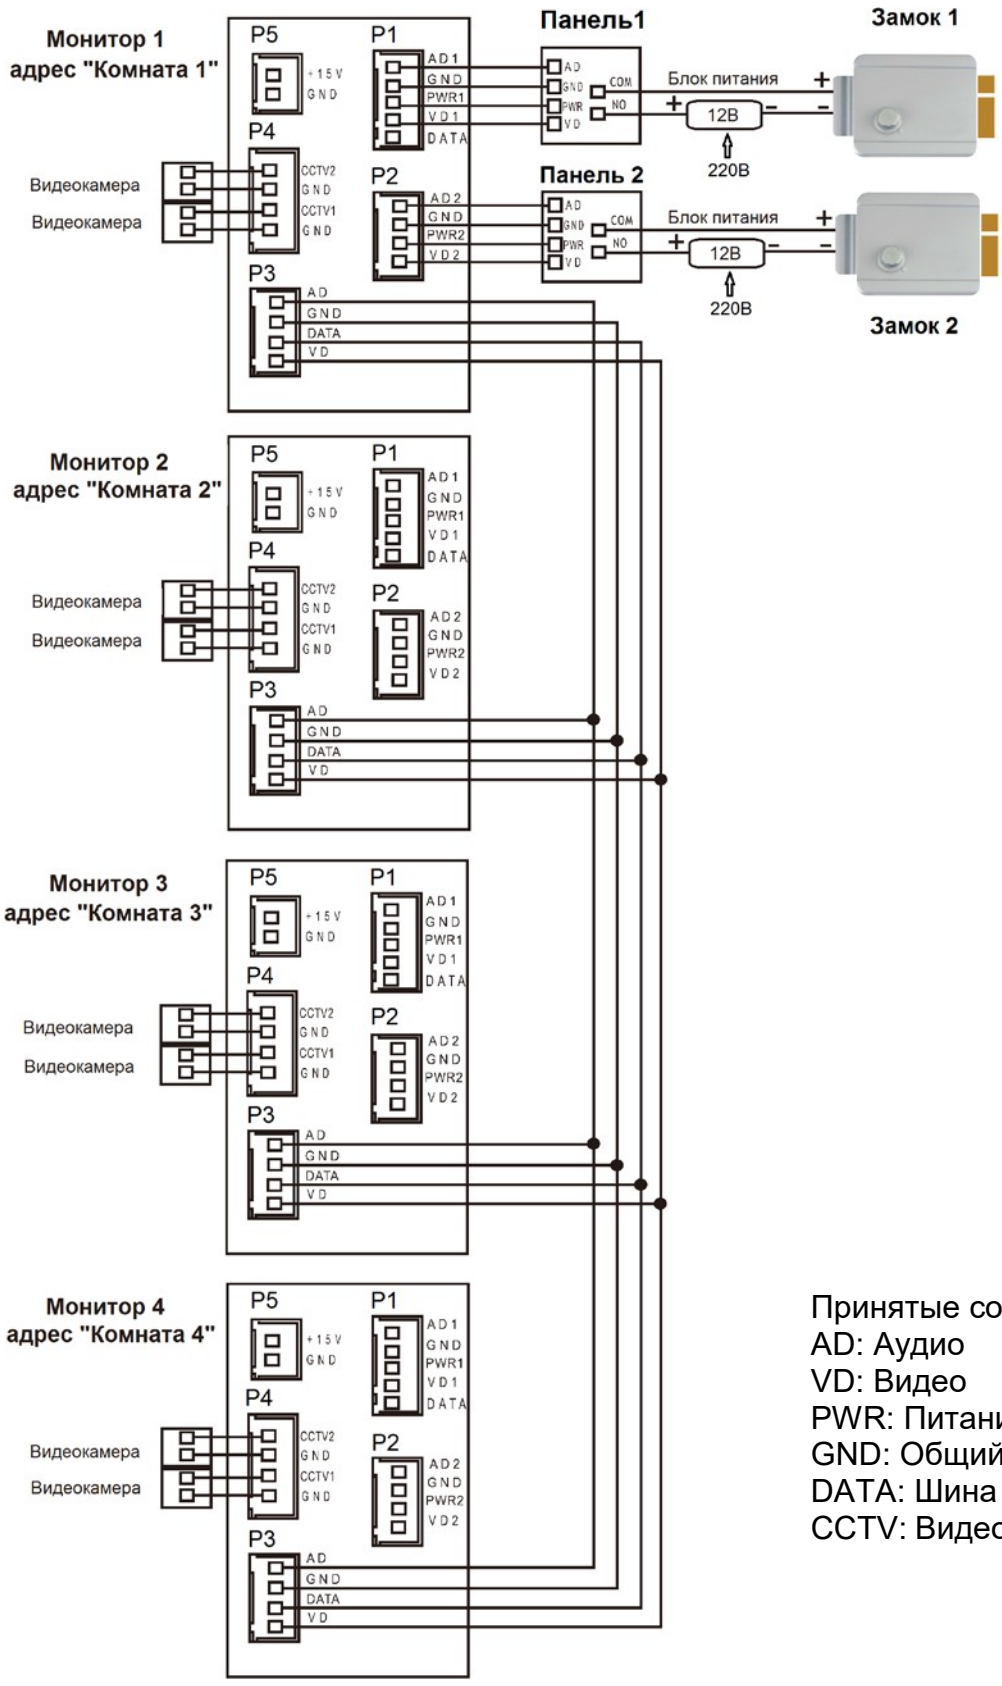 Монитор 1
адрес "Комната 1"
P5
+15V
GND
P1
AD1
GND
PWR1
VD1
DATA
P4
CCTV2
GND
CCTV1
GND
Видеокамера
Видеокамера
P2
AD2
GND
PWR2
VD2
P3
AD
GND
DATA
VD
Панель1
AD
GND
PWR
VD
COM
NO
Блок питания
+
12В
–
220В
+
–
Замок 1
Панель 2
AD
GND
PWR
VD
COM
NO
Блок питания
+
12В
–
220В
+
–
Замок 2
Монитор 2
адрес "Комната 2"
P5
+15V
GND
P1
AD1
GND
PWR1
VD1
DATA
P4
CCTV2
GND
CCTV1
GND
Видеокамера
Видеокамера
P2
AD2
GND
PWR2
VD2
P3
AD
GND
DATA
VD
Монитор 3
адрес "Комната 3"
P5
+15V
GND
P1
AD1
GND
PWR1
VD1
DATA
P4
CCTV2
GND
CCTV1
GND
Видеокамера
Видеокамера
P2
AD2
GND
PWR2
VD2
P3
AD
GND
DATA
VD
Монитор 4
адрес "Комната 4"
P5
+15V
GND
P1
AD1
GND
PWR1
VD1
DATA
P4
CCTV2
GND
CCTV1
GND
Видеокамера
Видеокамера
P2
AD2
GND
PWR2
VD2
P3
AD
GND
DATA
VD
Принятые со
AD: Аудио
VD: Видео
PWR: Питани
GND: Общий
DATA: Шина
CCTV: Видео